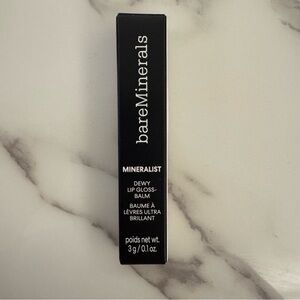 bareMinerals
MINERALIST
DEWY
LIP GLOSS-
BALM
BAUME À
LÈVRES ULTRA
BRILLANT
poids net wt.
3 g / 0.1 oz.